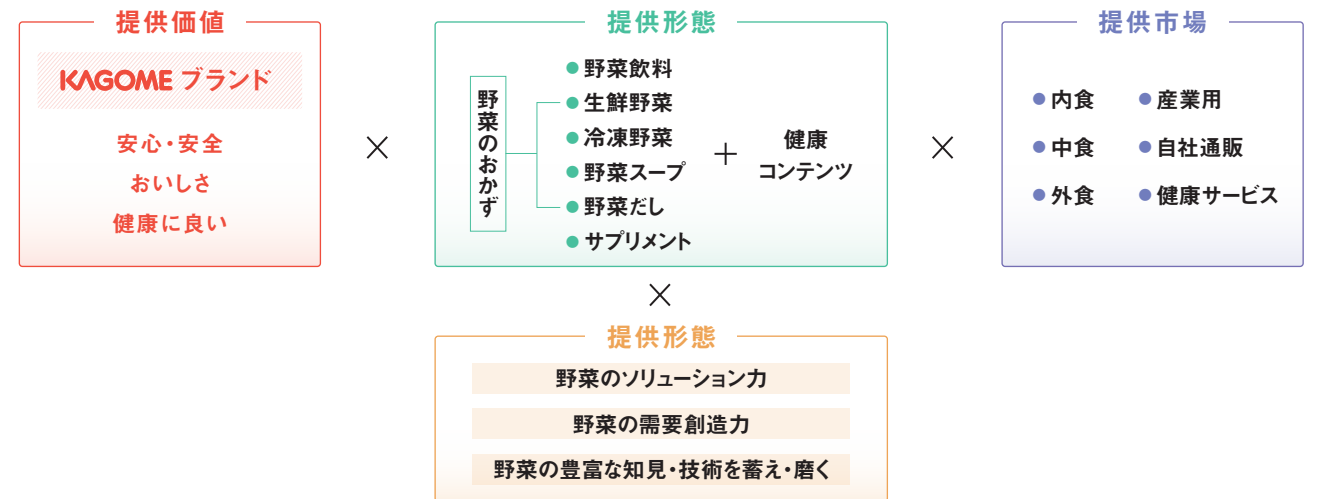 提供価値
KAGOME ブランド
安心・安全
おいしさ
健康に良い
×
提供形態
野菜のおかず
● 野菜飲料
● 生鮮野菜
● 冷凍野菜
● 野菜スープ
● 野菜だし
● サプリメント
+
健康
コンテンツ
×
提供市場
● 内食
● 中食
● 外食
● 産業用
● 自社通販
● 健康サービス
×
提供形態
野菜のソリューション力
野菜の需要創造力
野菜の豊富な知見・技術を蓄え・磨く